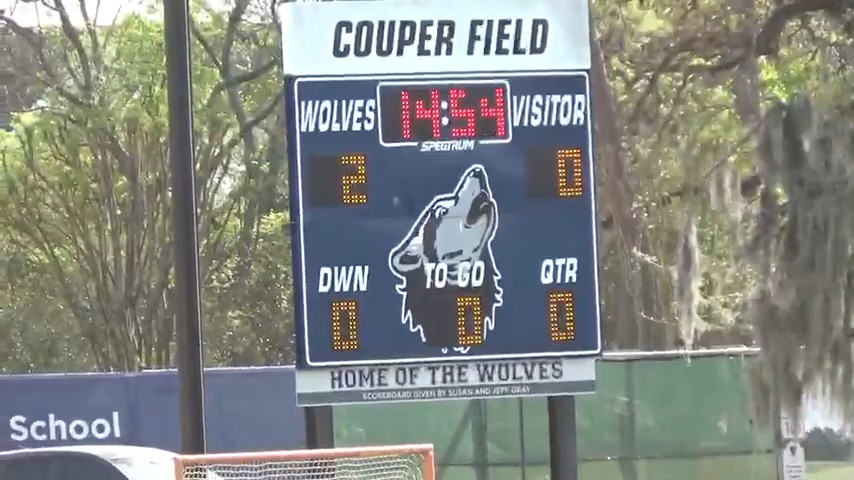 COUPER FIELD
WOLVES 14:54 VISITOR
SPECTRUM
2 0
DWN TO GO QTR
0 0 0
HOME OF THE WOLVES
SCOREBOARD GIVEN BY SUSAN AND JEFF GRAY
School